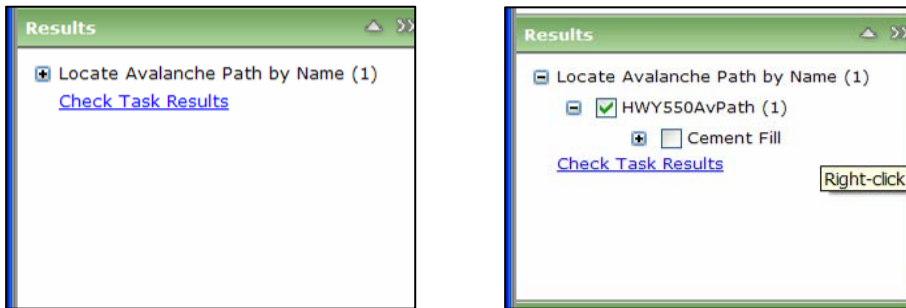 Results
Locate Avalanche Path by Name (1)
Check Task Results
Results
Locate Avalanche Path by Name (1)
HWY550AvPath (1)
Cement Fill
Check Task Results
Right-click